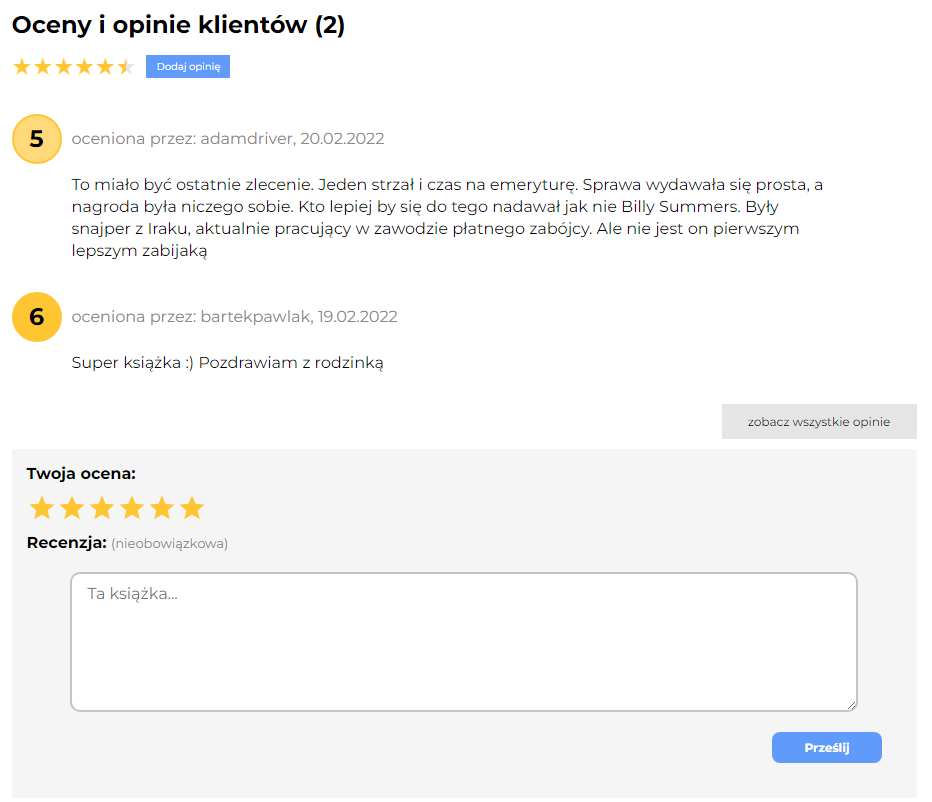 Oceny i opinie klientów (2)
Dodaj opinię
5
oceniona przez: adamdriver, 20.02.2022
To miało być ostatnie zlecenie. Jeden strzał i czas na emeryturę. Sprawa wydawała się prosta, a
nagroda była niczego sobie. Kto lepiej by się do tego nadawał jak nie Billy Summers. Były
snajper z Iraku, aktualnie pracujący w zawodzie płatnego zabójcy. Ale nie jest on pierwszym
lepszym zabijaką
6
oceniona przez: bartekpawlak, 19.02.2022
Super książka :) Pozdrawiam z rodzinką
zobacz wszystkie opinie
Twoja ocena:
Recenzja: (nieobowiązkowa)
Ta książka...
Prześlij